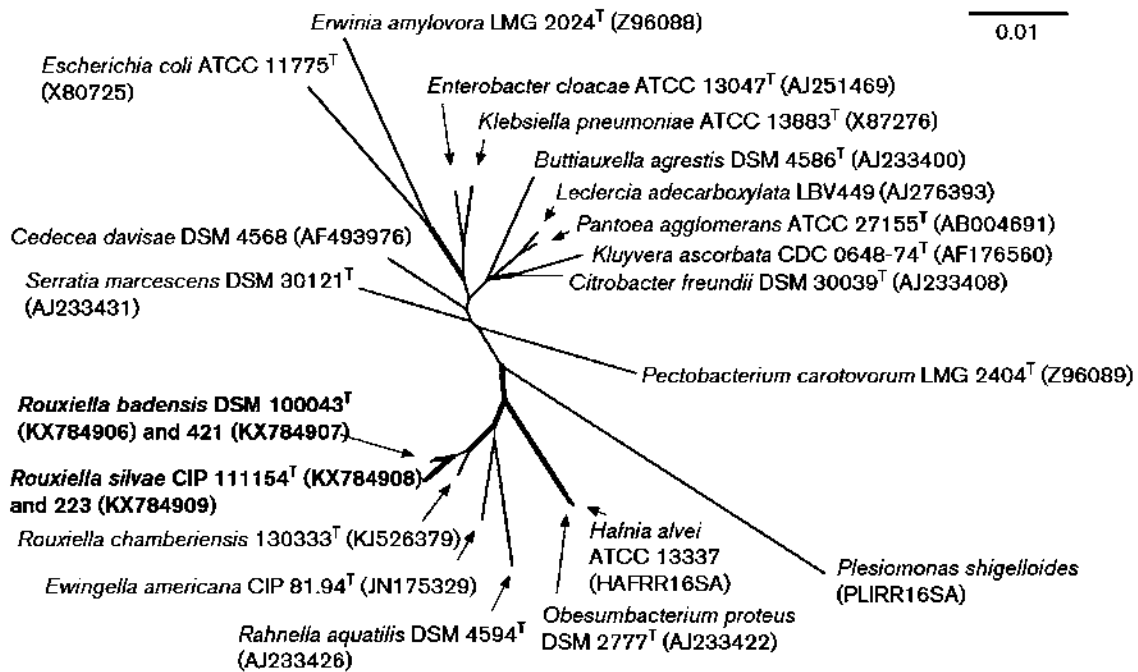 Erwinia amylovora LMG 2024ᵀ (Z96088)
0.01
Escherichia coli ATCC 11775ᵀ
(X80725)
Enterobacter cloacae ATCC 13047ᵀ (AJ251469)
Klebsiella pneumoniae ATCC 13883ᵀ (X87276)
Buttiauxella agrestis DSM 4586ᵀ (AJ233400)
Leclercia adecarboxylata LBV449 (AJ276393)
Pantoea agglomerans ATCC 27155ᵀ (AB004691)
Cedecea davisae DSM 4568 (AF493976)
Kluyvera ascorbata CDC 0648-74ᵀ (AF176560)
Serratia marcescens DSM 30121ᵀ
(AJ233431)
Citrobacter freundii DSM 30039ᵀ (AJ233408)
Pectobacterium carotovorum LMG 2404ᵀ (Z96089)
Rouxiella badensis DSM 100043ᵀ
(KX784906) and 421 (KX784907)
Rouxiella silvae CIP 111154ᵀ (KX784908)
and 223 (KX784909)
Rouxiella chamberiensis 130333ᵀ (KJ526379)
Hafnia alvei
ATCC 13337
(HAFRR16SA)
Ewingella americana CIP 81.94ᵀ (JN175329)
Plesiomonas shigelloides
(PLIRR16SA)
Obesumbacterium proteus
DSM 2777ᵀ (AJ233422)
Rahnella aquatilis DSM 4594ᵀ
(AJ233426)